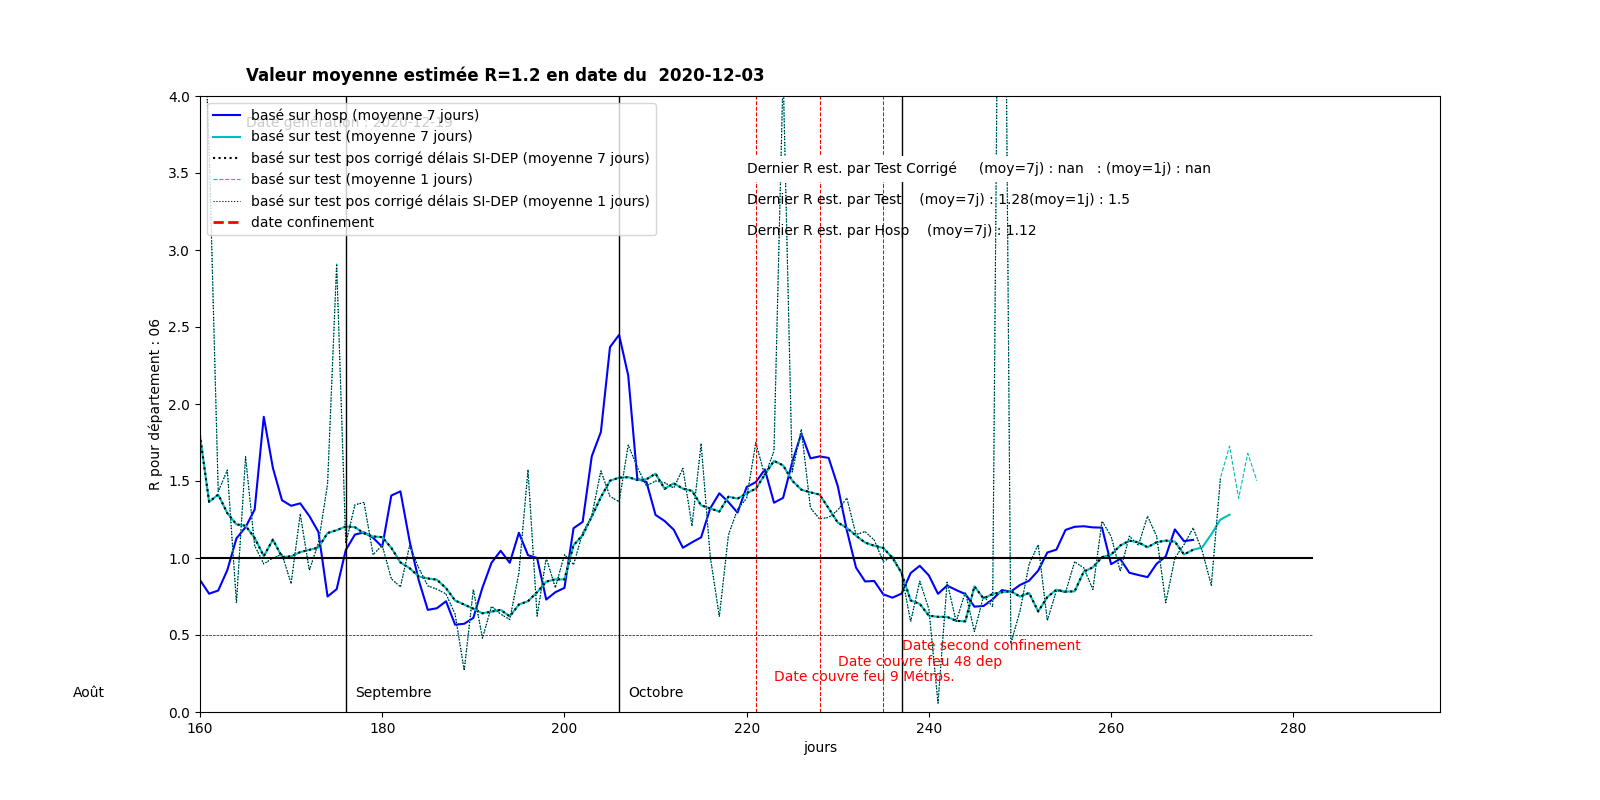 Valeur moyenne estimée R=1.2 en date du  2020-12-03
Date génération : 2020-12-19
basé sur hosp (moyenne 7 jours)
basé sur test (moyenne 7 jours)
basé sur test pos corrigé délais SI-DEP (moyenne 7 jours)
basé sur test (moyenne 1 jours)
basé sur test pos corrigé délais SI-DEP (moyenne 1 jours)
date confinement
Dernier R est. par Test Corrigé     (moy=7j) : nan   : (moy=1j) : nan
Dernier R est. par Test    (moy=7j) : 1.28(moy=1j) : 1.5
Dernier R est. par Hosp    (moy=7j) : 1.12
4.0
3.5
3.0
2.5
2.0
1.5
1.0
0.5
0.0
R pour département : 06
Date second confinement
Date couvre feu 48 dep
Date couvre feu 9 Métros.
Août
Septembre
Octobre
160 180 200 220 240 260 280
jours